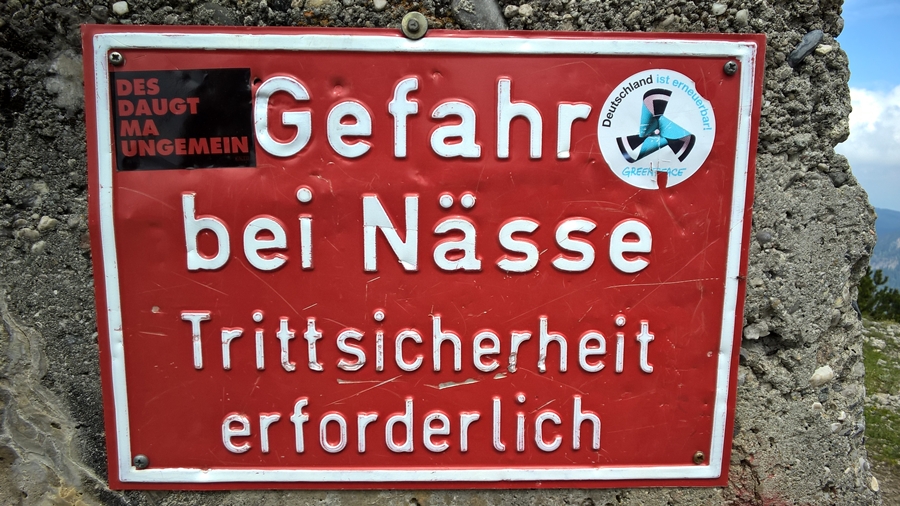 DES
DAUGT
MA
UNGEMEIN
Gefahr
Deutschland ist erneuerbar!
GREENPEACE
bei Nässe
Trittsicherheit
erforderlich